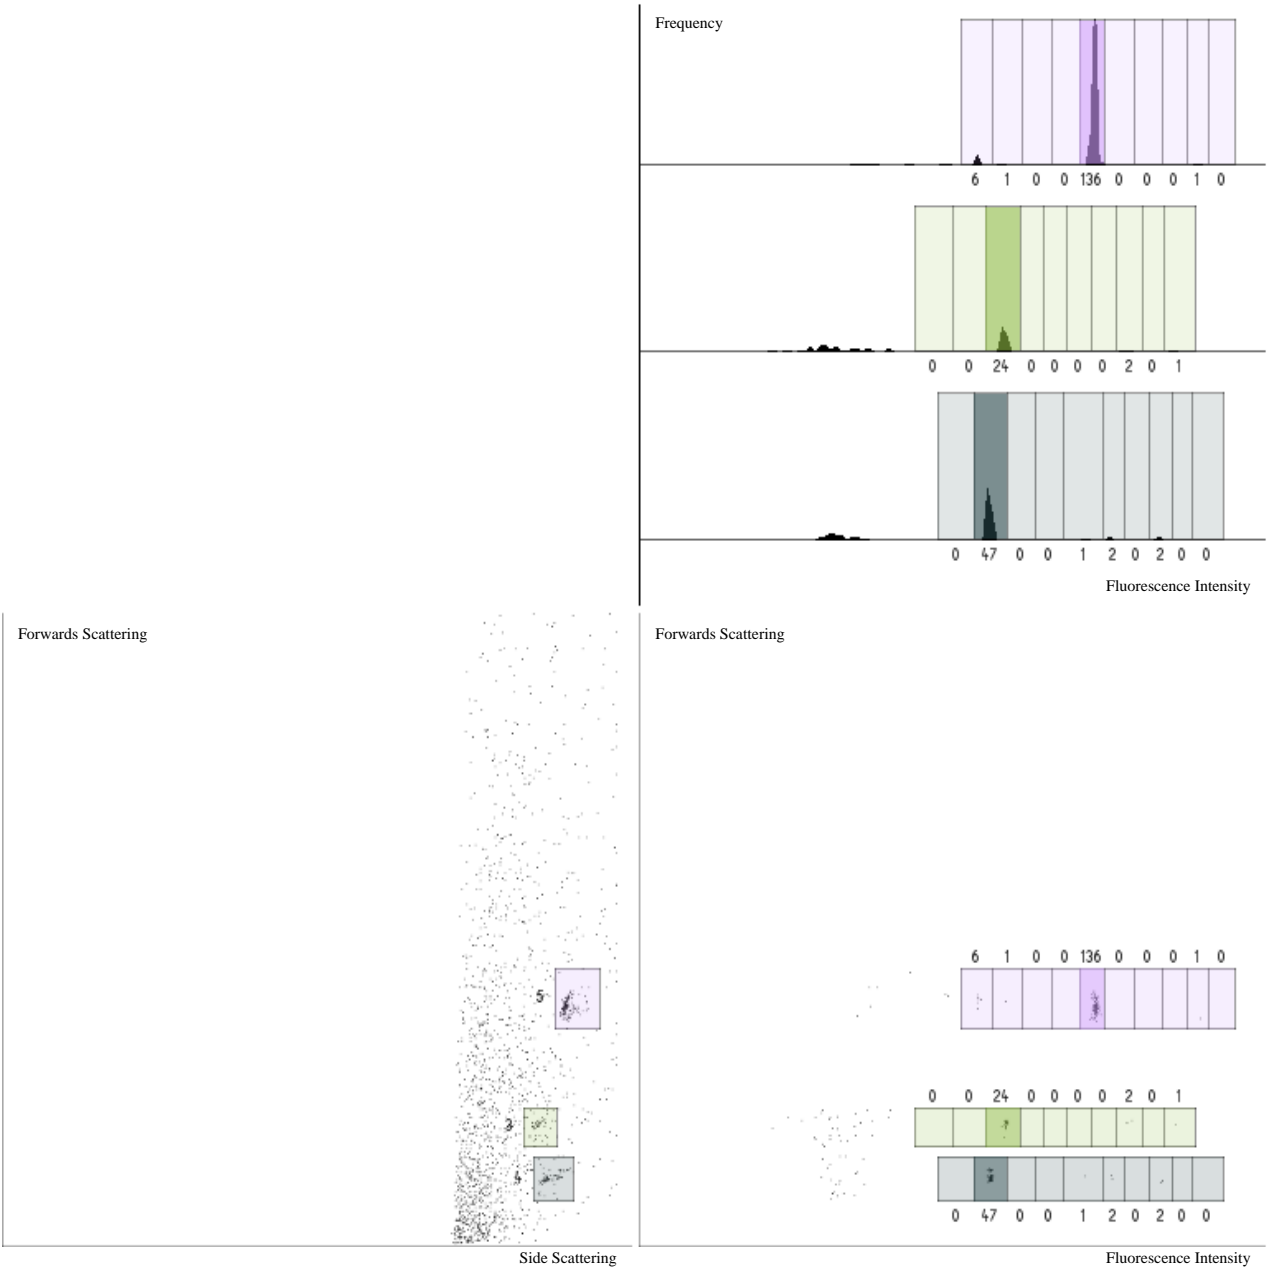 Frequency
6 1 0 0 136 0 0 0 1 0
0 0 24 0 0 0 0 2 0 1
0 47 0 0 1 2 0 2 0 0
Fluorescence Intensity
Forwards Scattering
Forwards Scattering
6 1 0 0 136 0 0 0 1 0
5
0 0 24 0 0 0 0 2 0 1
3
4
0 47 0 0 1 2 0 2 0 0
Side Scattering
Fluorescence Intensity